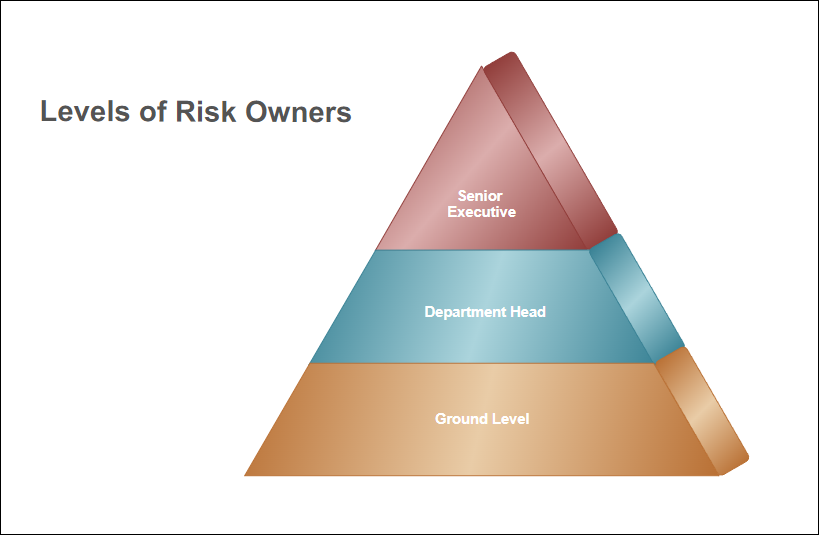 Levels of Risk Owners
Senior
Executive
Department Head
Ground Level